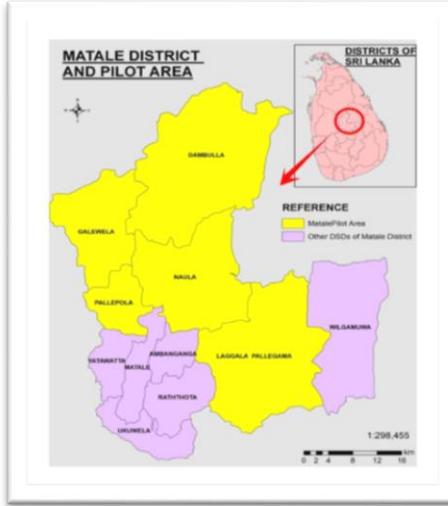 MATALE DISTRICT
AND PILOT AREA
DISTRICTS OF
SRI LANKA
DAMBULLA
REFERENCE
MatalePilot Area
Other DSDs of Matale District
GALEWELA
NAULA
PALLEPOLA
WILGAMUWA
YATAWATTA
MATALE
AMBANGANGA
LAGGALA PALLEGAMA
RATHTHOTA
UKUWELA
1:298,455
km
0 2 4 8 12 16